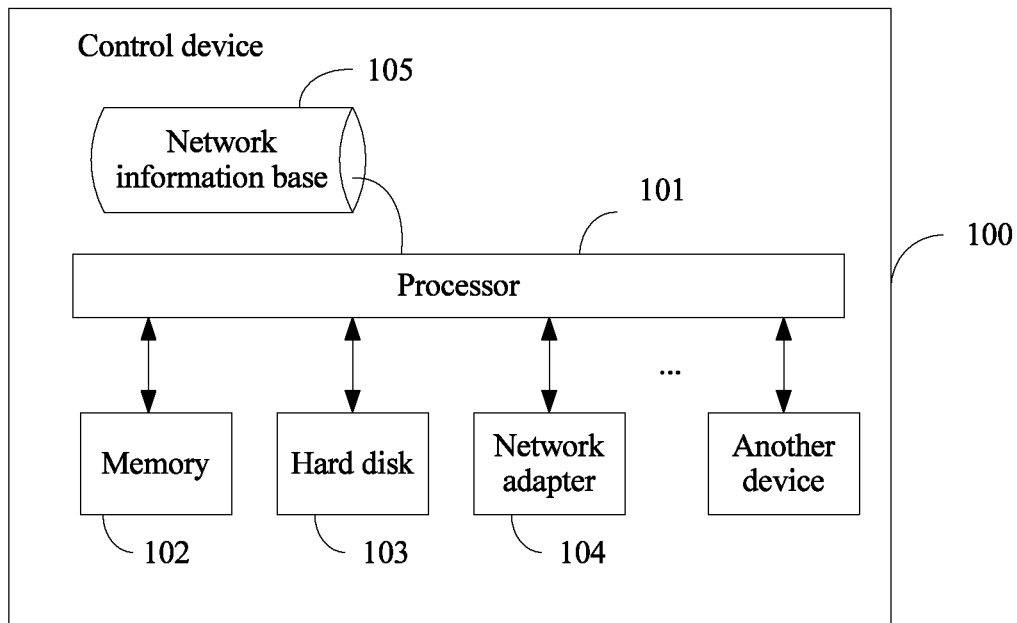 Control device
105
Network
information base
101
100
Processor
...
Memory
Hard disk
Network
adapter
Another
device
102
103
104